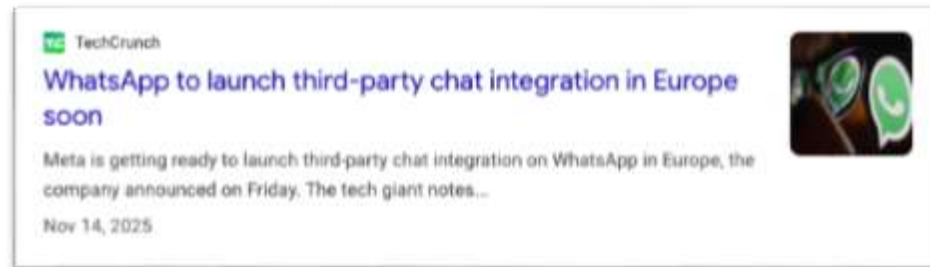 TechCrunch
WhatsApp to launch third-party chat integration in Europe
soon
Meta is getting ready to launch third-party chat integration on WhatsApp in Europe, the
company announced on Friday. The tech giant notes...
Nov 14, 2025